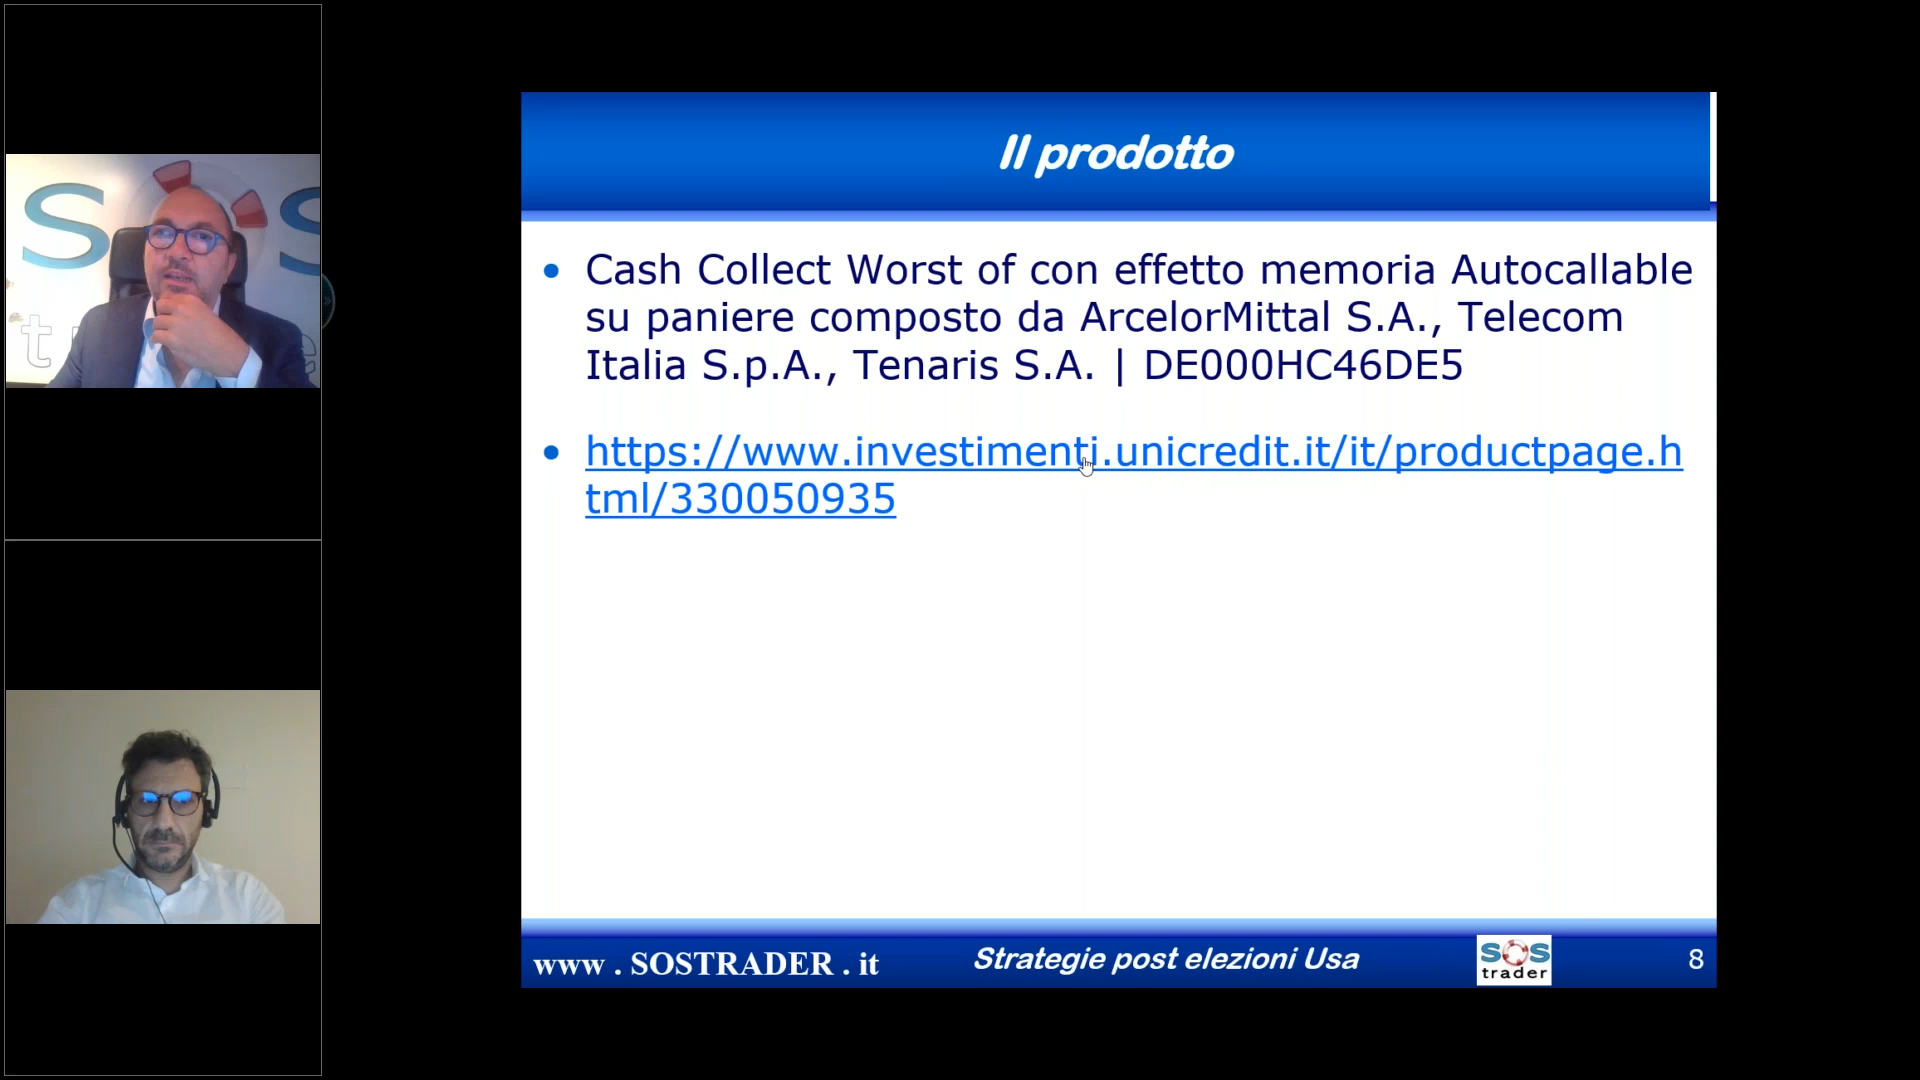 Il prodotto
Cash Collect Worst of con effetto memoria Autocallable
su paniere composto da ArcelorMittal S.A., Telecom
Italia S.p.A., Tenaris S.A. | DE000HC46DE5
https://www.investimenti.unicredit.it/it/productpage.h
tml/330050935
www . SOSTRADER . it
Strategie post elezioni Usa
SOS
trader
8
S S
t